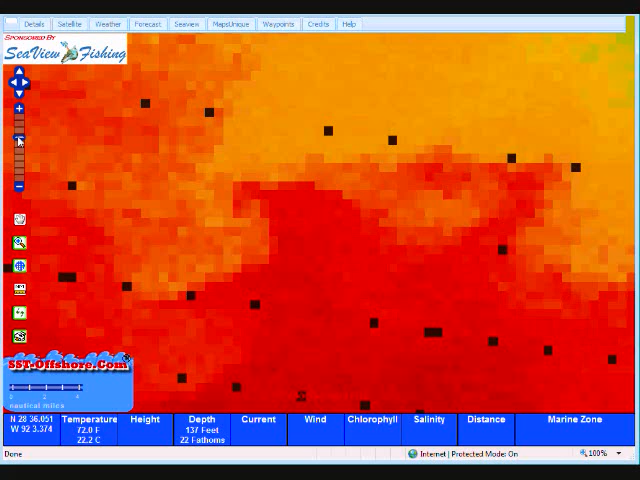 Details Satellite Weather Forecast Seaview MapsUnique Waypoints Credits Help
SPONSORED BY
SEAVIEW FISHING
SST-Offshore.Com
0 2 4
nautical miles
N 28 36.051 Temperature Height Depth Current Wind Chlorophyll Salinity Distance Marine Zone
W 92 3.374 72.0 F 137 Feet
22.2 C 22 Fathoms
Done Internet | Protected Mode: On 100%